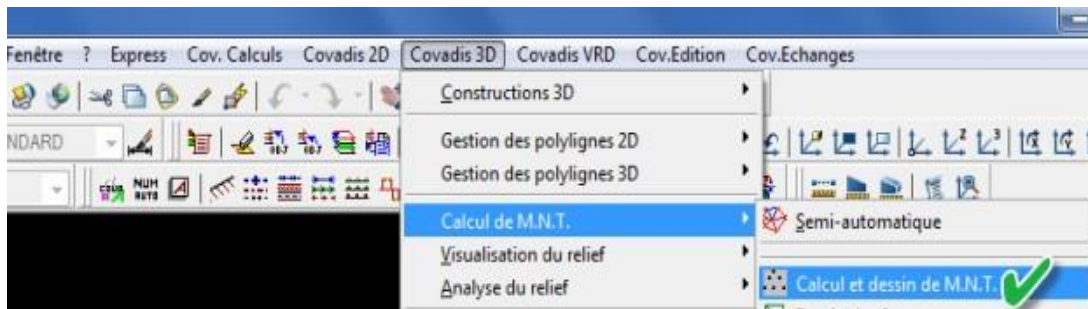 Fenêtre ? Express Cov. Calculs Covadis 2D Covadis 3D Covadis VRD Cov.Edition Cov.Echanges
Constructions 3D
NDARD
Gestion des polylignes 2D
Gestion des polylignes 3D
NUM AUTO
Calcul de M.N.T.
Semi-automatique
Visualisation du relief
Analyse du relief
Calcul et dessin de M.N.T.